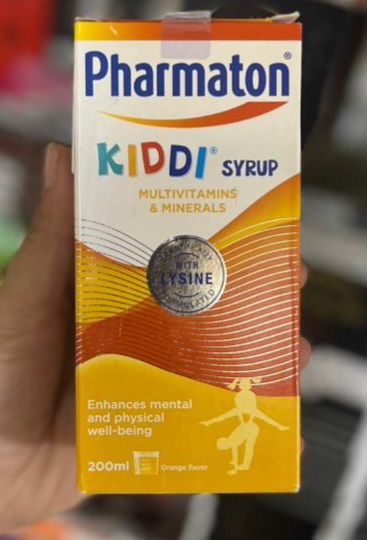 Pharmaton®
KIDDI® SYRUP
MULTIVITAMINS
& MINERALS
WITH
LYSINE
Enhances mental
and physical
well-being
200ml
Orange flavor